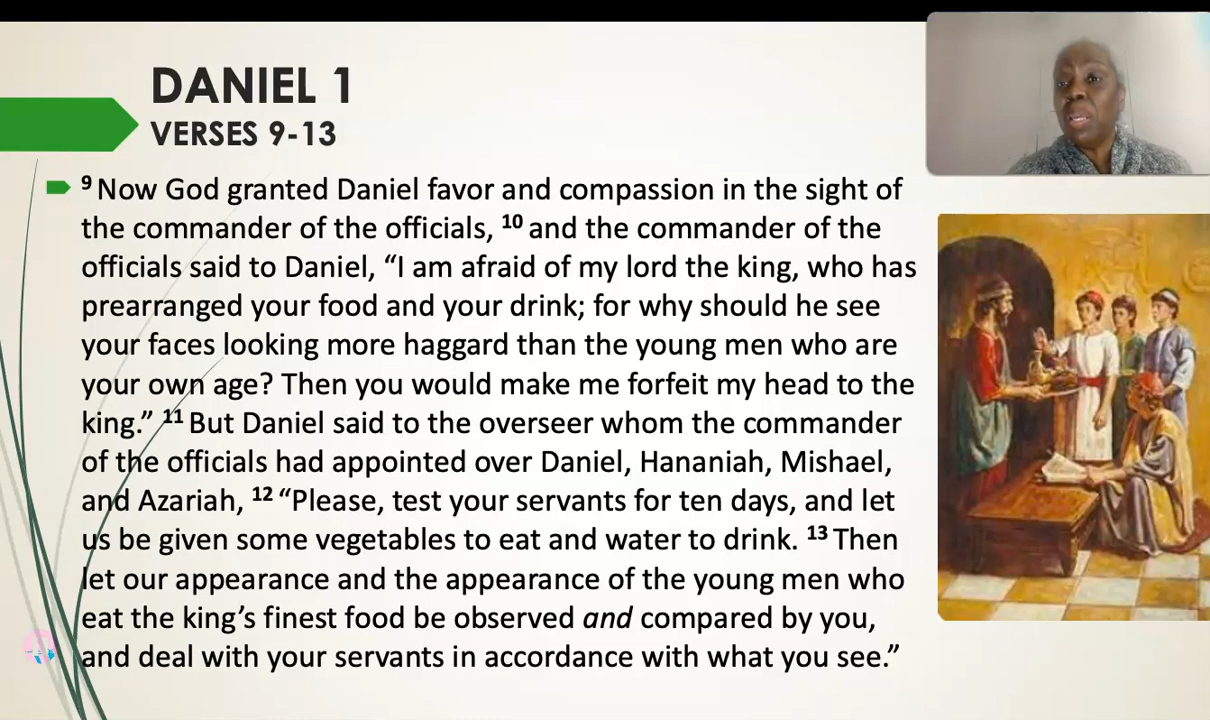 DANIEL 1
VERSES 9-13
9 Now God granted Daniel favor and compassion in the sight of
the commander of the officials, 10 and the commander of the
officials said to Daniel, “I am afraid of my lord the king, who has
prearranged your food and your drink; for why should he see
your faces looking more haggard than the young men who are
your own age? Then you would make me forfeit my head to the
king.” 11 But Daniel said to the overseer whom the commander
of the officials had appointed over Daniel, Hananiah, Mishael,
and Azariah, 12 “Please, test your servants for ten days, and let
us be given some vegetables to eat and water to drink. 13 Then
let our appearance and the appearance of the young men who
eat the king’s finest food be observed and compared by you,
and deal with your servants in accordance with what you see.”